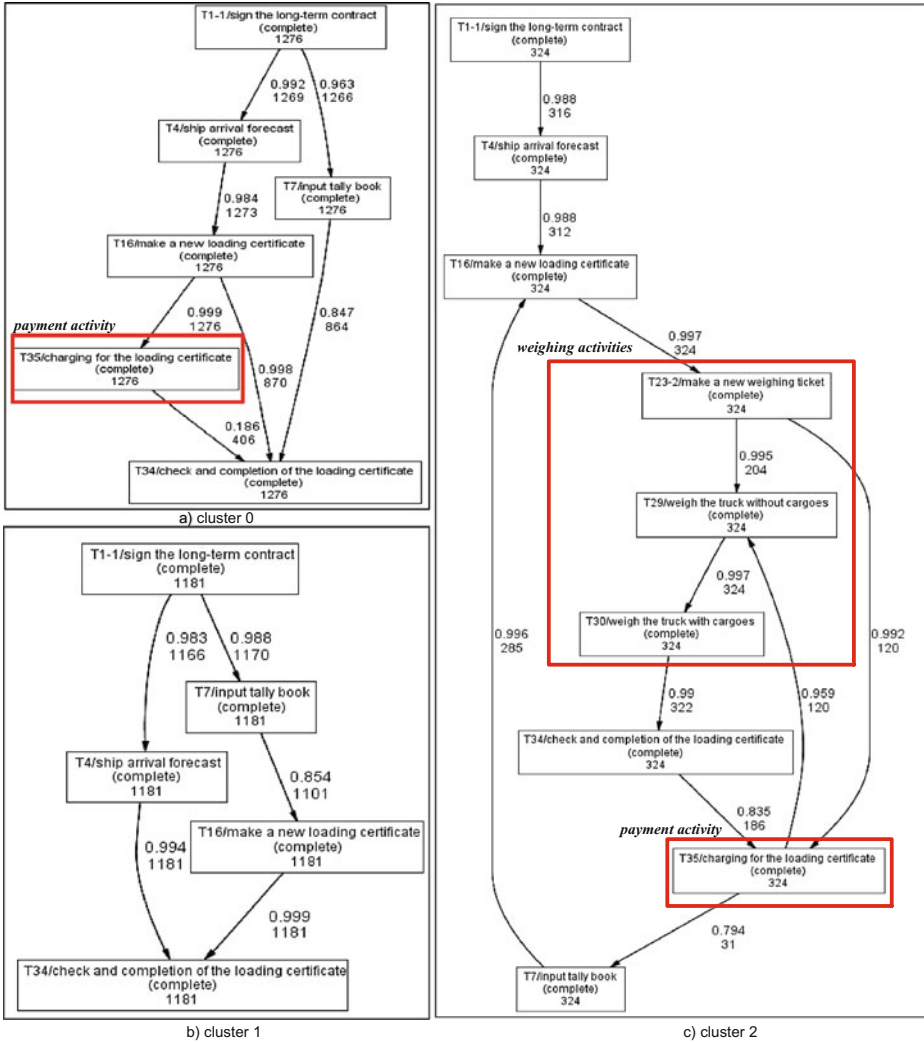 T1-1/sign the long-term contract
(complete)
1276
0.992
1269
0.963
1266
T4/ship arrival forecast
(complete)
1276
T7/input tally book
(complete)
1276
0.984
1273
T16/make a new loading certificate
(complete)
1276
0.999
1276
0.847
864
payment activity
T35/charging for the loading certificate
(complete)
1276
0.998
870
0.186
406
T34/check and completion of the loading certificate
(complete)
1276
a) cluster 0
T1-1/sign the long-term contract
(complete)
1181
0.983
1166
0.988
1170
T7/input tally book
(complete)
1181
T4/ship arrival forecast
(complete)
1181
0.854
1101
T16/make a new loading certificate
(complete)
1181
0.994
1181
0.999
1181
T34/check and completion of the loading certificate
(complete)
1181
b) cluster 1
T1-1/sign the long-term contract
(complete)
324
0.988
316
T4/ship arrival forecast
(complete)
324
0.988
312
T16/make a new loading certificate
(complete)
324
0.997
324
weighing activities
T23-2/make a new weighing ticket
(complete)
324
0.995
204
T29/weigh the truck without cargoes
(complete)
324
0.997
324
T30/weigh the truck with cargoes
(complete)
324
0.996
285
0.992
120
0.99
322
0.959
120
T34/check and completion of the loading certificate
(complete)
324
0.835
186
payment activity
T35/charging for the loading certificate
(complete)
324
0.794
31
T7/input tally book
(complete)
324
c) cluster 2